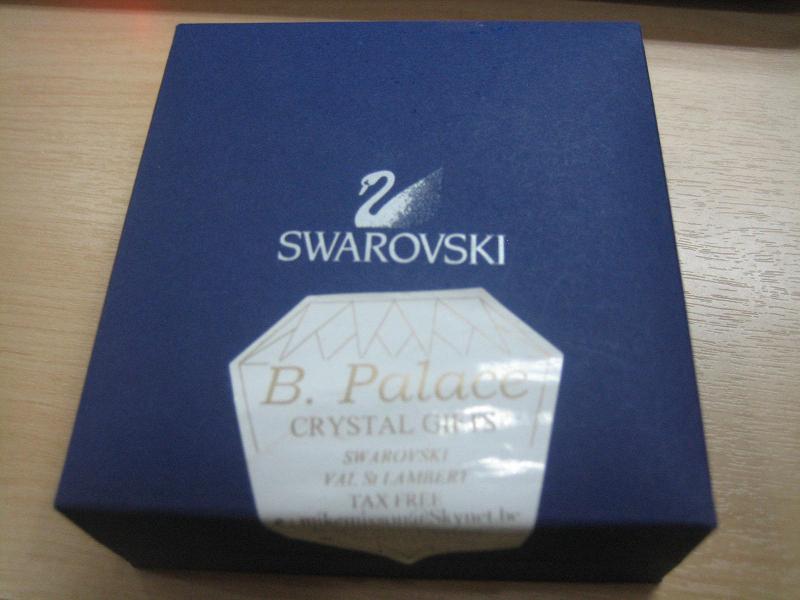 SWAROVSKI
B. Palace
CRYSTAL GIFTS
SWAROVSKI
VAL St LAMBERT
TAX FREE